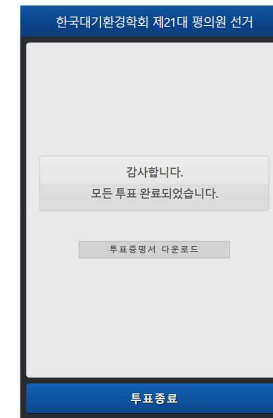 한국대기환경학회 제21대 평의원 선거
감사합니다.
모든 투표 완료되었습니다.
투표증명서 다운로드
투표종료